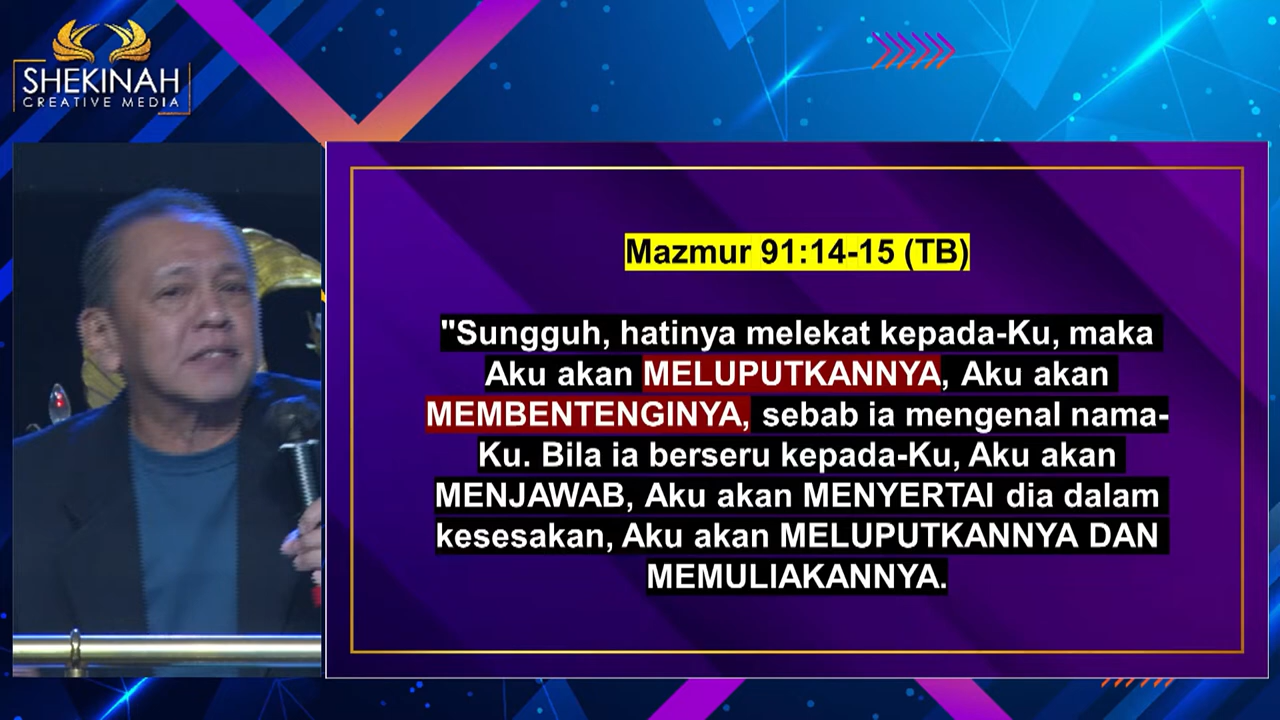 SHEKINAH
CREATIVE MEDIA
Mazmur 91:14-15 (TB)
"Sungguh, hatinya melekat kepada-Ku, maka
Aku akan MELUPUTKANNYA, Aku akan
MEMBENTENGINYA, sebab ia mengenal nama-
Ku. Bila ia berseru kepada-Ku, Aku akan
MENJAWAB, Aku akan MENYERTAI dia dalam
kesesakan, Aku akan MELUPUTKANNYA DAN
MEMULIAKANNYA.